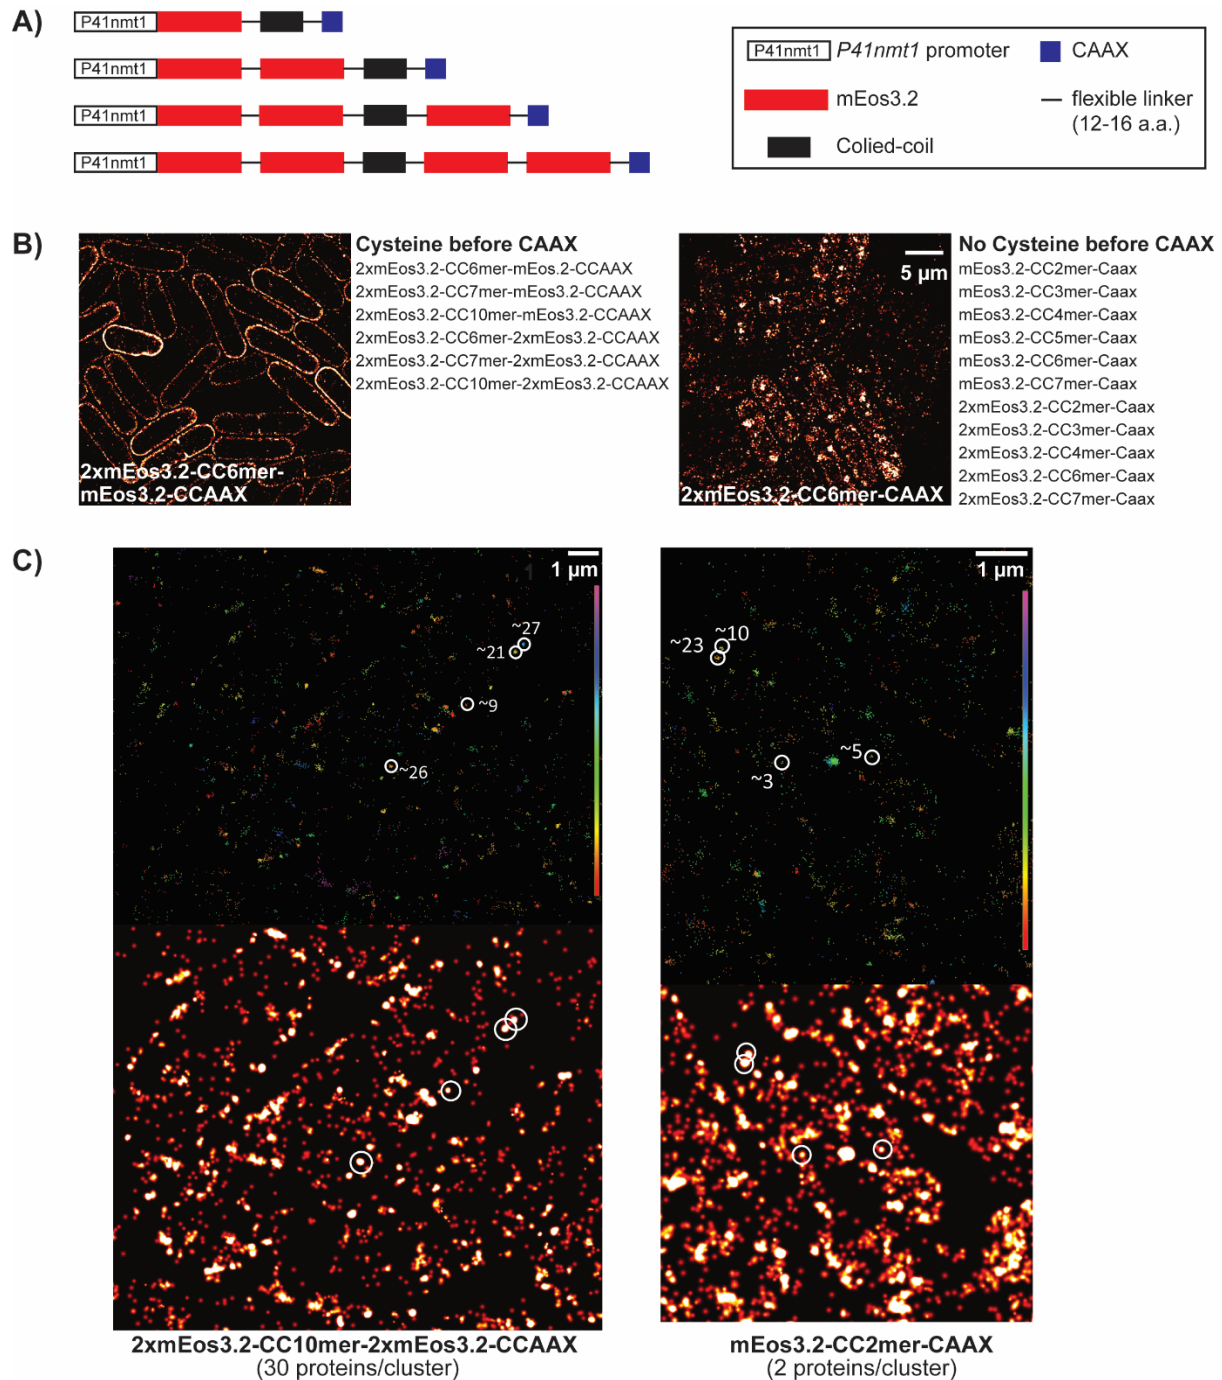 A)
P41nmt1
P41nmt1
P41nmt1
P41nmt1
P41nmt1 P41nmt1 promoter
CAAX
mEos3.2
flexible linker
(12-16 a.a.)
Colied-coil
B)
2xmEos3.2-CC6mer-
mEos3.2-CCAAX
Cysteine before CAAX
2xmEos3.2-CC6mer-mEos.2-CCAAX
2xmEos3.2-CC7mer-mEos3.2-CCAAX
2xmEos3.2-CC10mer-mEos3.2-CCAAX
2xmEos3.2-CC6mer-2xmEos3.2-CCAAX
2xmEos3.2-CC7mer-2xmEos3.2-CCAAX
2xmEos3.2-CC10mer-2xmEos3.2-CCAAX
5 µm
2xmEos3.2-CC6mer-CAAX
No Cysteine before CAAX
mEos3.2-CC2mer-Caax
mEos3.2-CC3mer-Caax
mEos3.2-CC4mer-Caax
mEos3.2-CC5mer-Caax
mEos3.2-CC6mer-Caax
mEos3.2-CC7mer-Caax
2xmEos3.2-CC2mer-Caax
2xmEos3.2-CC3mer-Caax
2xmEos3.2-CC4mer-Caax
2xmEos3.2-CC6mer-Caax
2xmEos3.2-CC7mer-Caax
C)
1 µm
~27
~21
~9
~26
2xmEos3.2-CC10mer-2xmEos3.2-CCAAX
(30 proteins/cluster)
1 µm
~10
~23
~5
~3
mEos3.2-CC2mer-CAAX
(2 proteins/cluster)